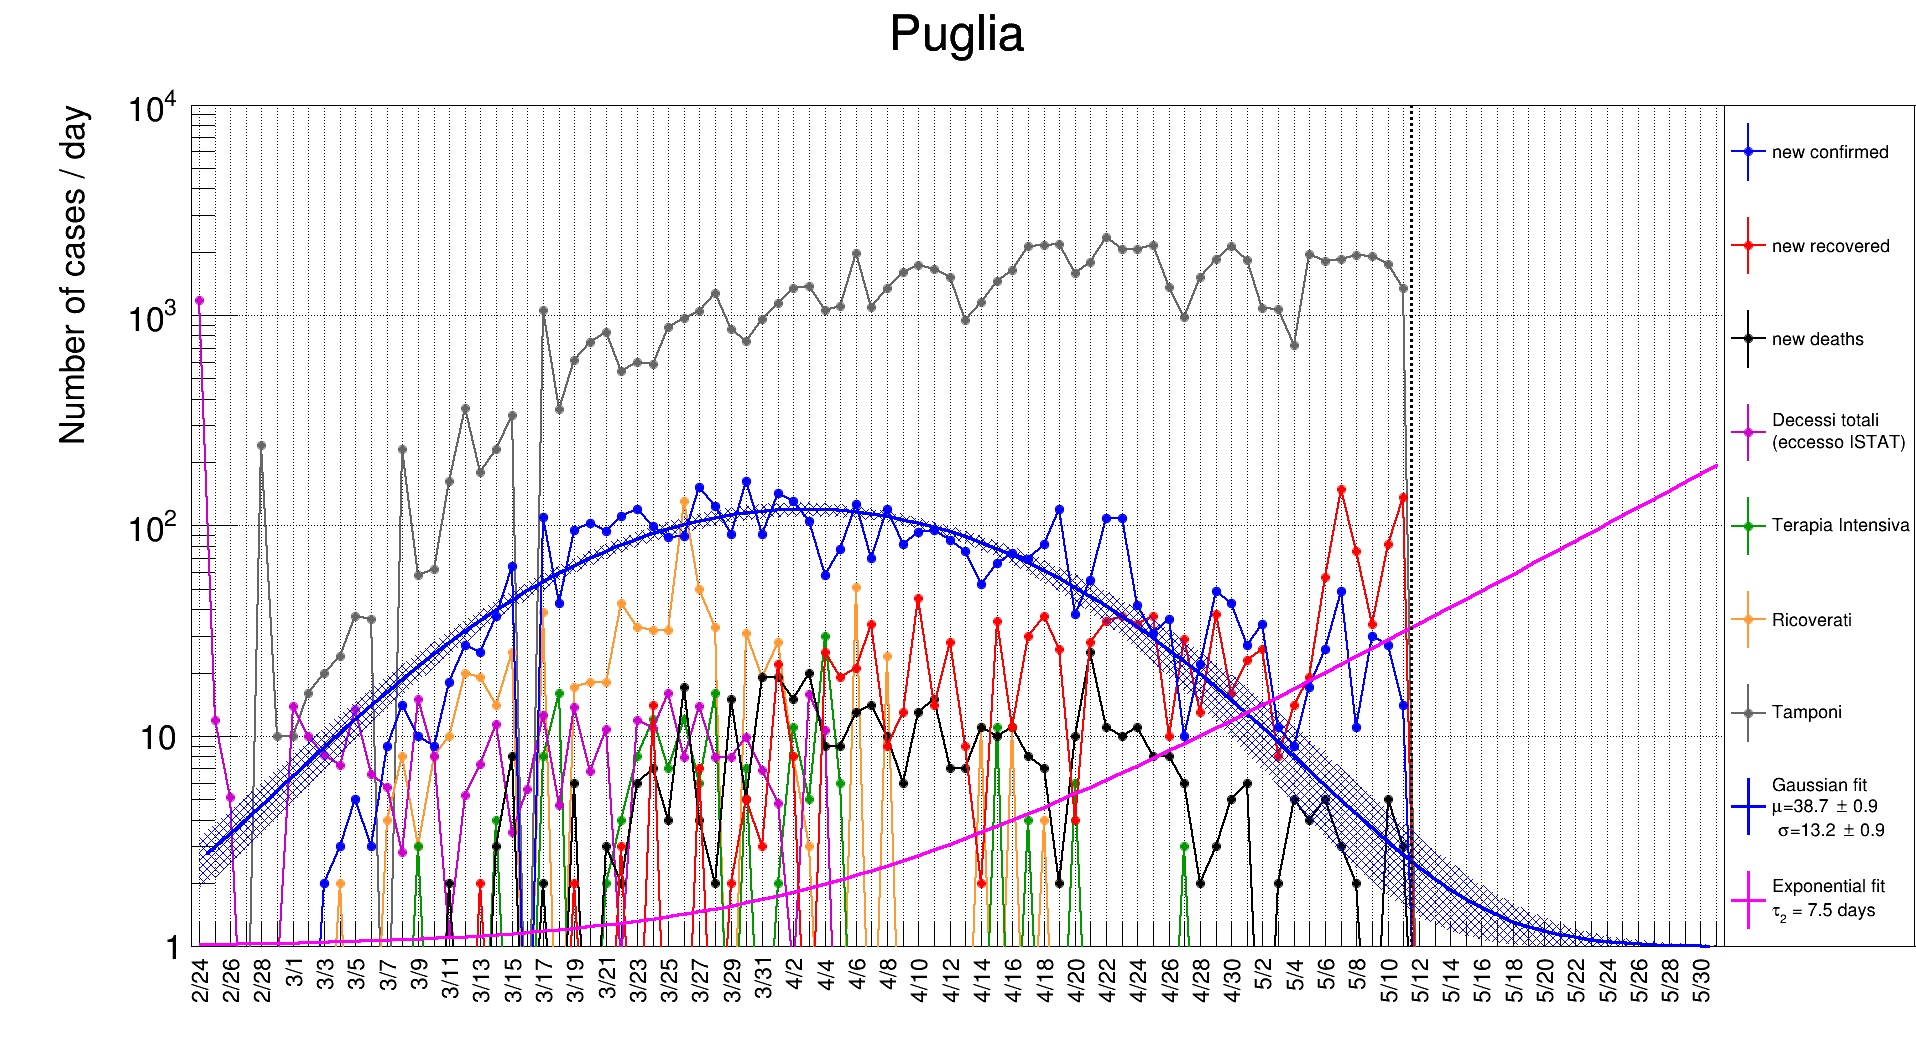 Puglia
Number of cases / day
10⁴
10³
10²
10
1
2/24 2/26 2/28 3/1 3/3 3/5 3/7 3/9 3/11 3/13 3/15 3/17 3/19 3/21 3/23 3/25 3/27 3/29 3/31 4/2 4/4 4/6 4/8 4/10 4/12 4/14 4/16 4/18 4/20 4/22 4/24 4/26 4/28 4/30 5/2 5/4 5/6 5/8 5/10 5/12 5/14 5/16 5/18 5/20 5/22 5/24 5/26 5/28 5/30
new confirmed
new recovered
new deaths
Decessi totali
(eccesso ISTAT)
Terapia Intensiva
Ricoverati
Tamponi
Gaussian fit
μ=38.7 ± 0.9
σ=13.2 ± 0.9
Exponential fit
τ₂ = 7.5 days